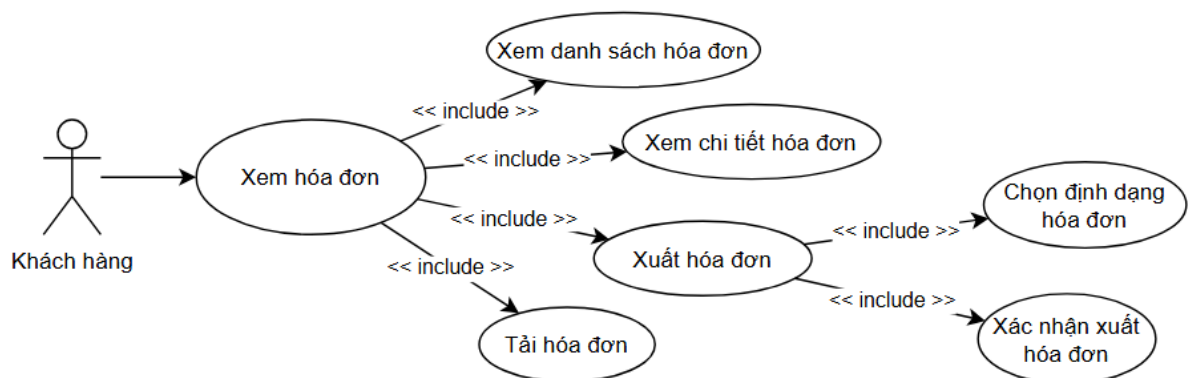 Xem danh sách hóa đơn
<< include >>
Xem chi tiết hóa đơn
<< include >>
Xem hóa đơn
Chọn định dạng
hóa đơn
<< include >>
<< include >>
Khách hàng
Xuất hóa đơn
<< include >>
<< include >>
Tải hóa đơn
Xác nhận xuất
hóa đơn